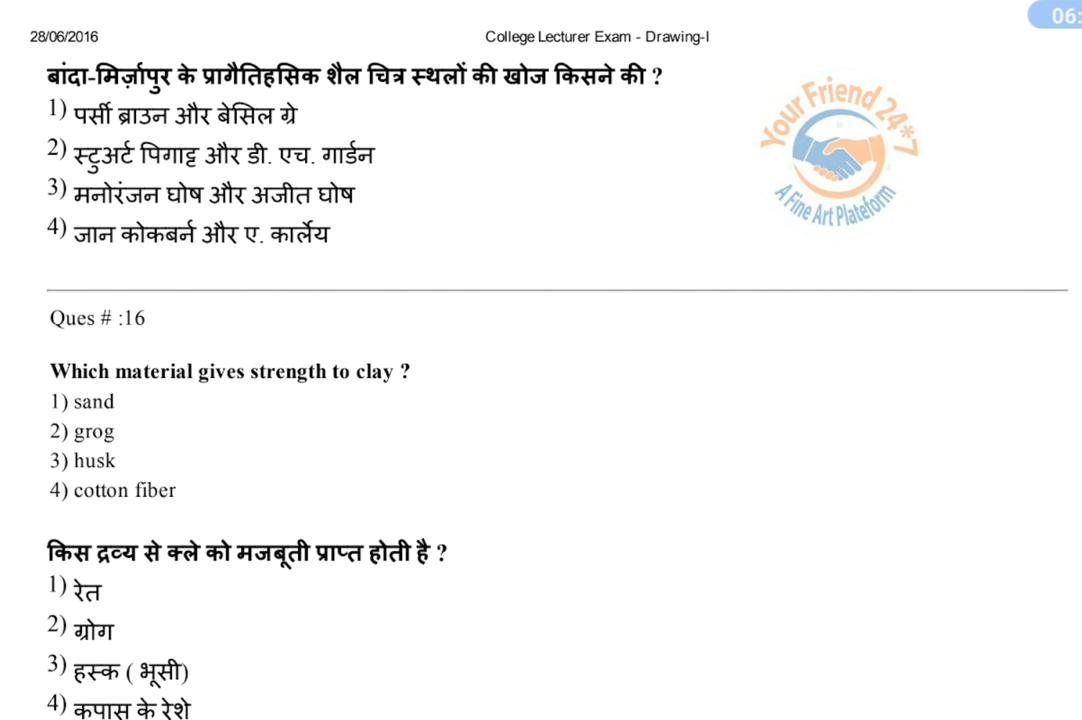 06:
28/06/2016 College Lecturer Exam - Drawing-I
बांदा-मिर्ज़ापुर के प्रागैतिहसिक शैल चित्र स्थलों की खोज किसने की ?
1) पर्सी ब्राउन और बेसिल ग्रे
2) स्टुअर्ट पिगाट्ट और डी. एच. गार्डन
3) मनोरंजन घोष और अजीत घोष
4) जान कोकबर्न और ए. कार्लेय
Your Friend 24*7
A Fine Art Plateform
Ques # :16
Which material gives strength to clay ?
1) sand
2) grog
3) husk
4) cotton fiber
किस द्रव्य से क्ले को मजबूती प्राप्त होती है ?
1) रेत
2) ग्रोग
3) हस्क ( भूसी)
4) कपास के रेशे